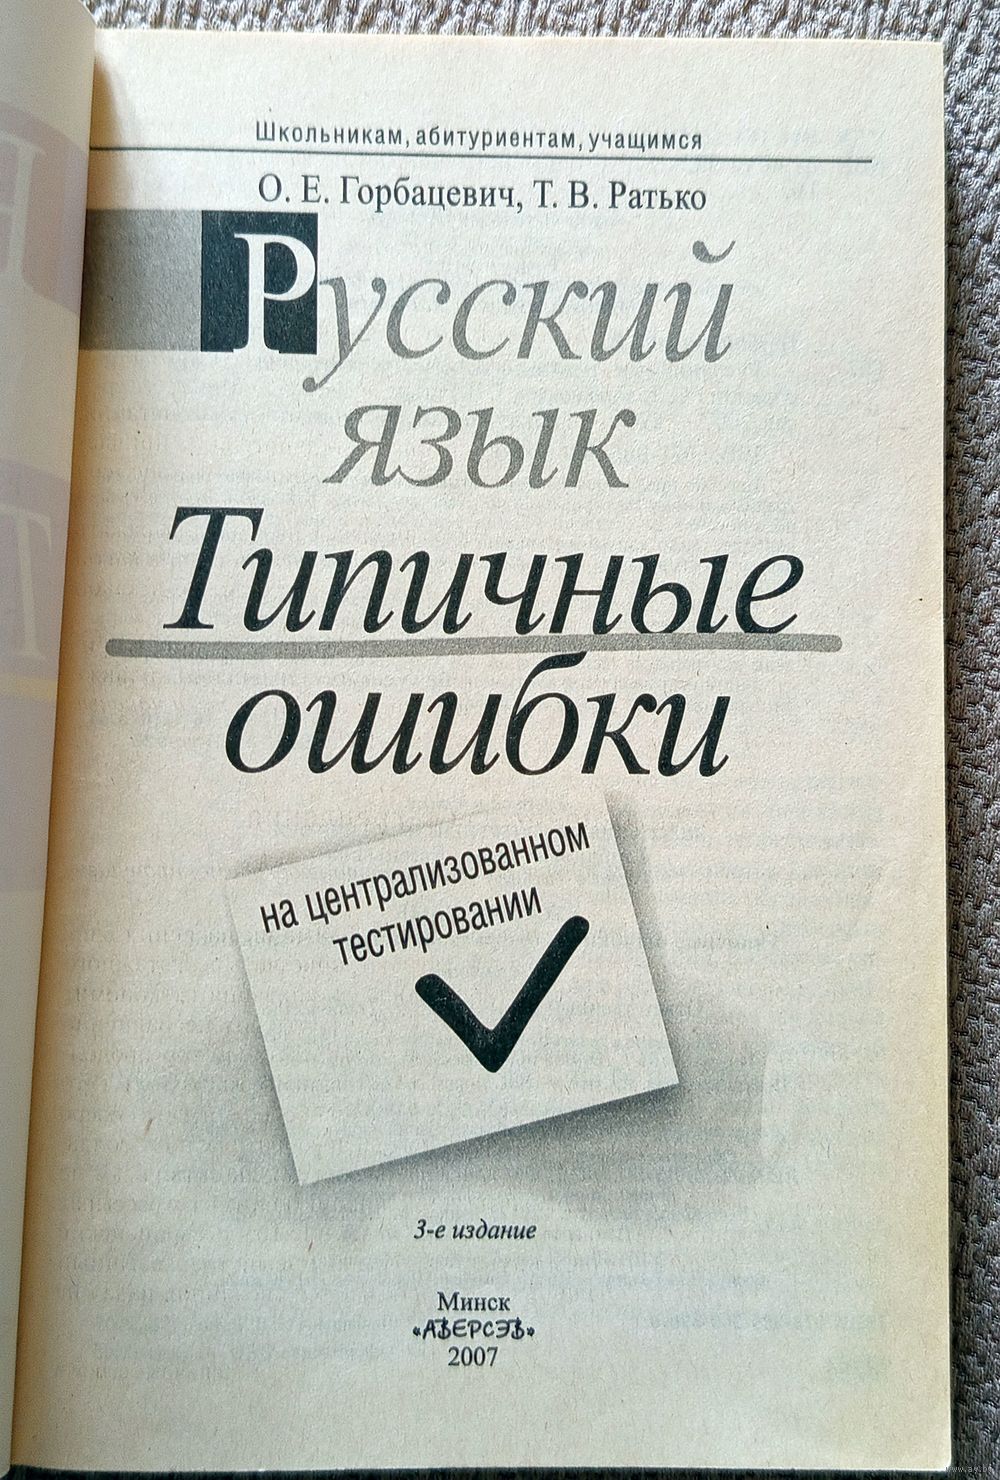 Школьникам, абитуриентам, учащимся
О. Е. Горбацевич, Т. В. Ратько
Русский
язык
Типичные
ошибки
на централизованном
тестировании
3-е издание
Минск
«АВЕРСЭВ»
2007